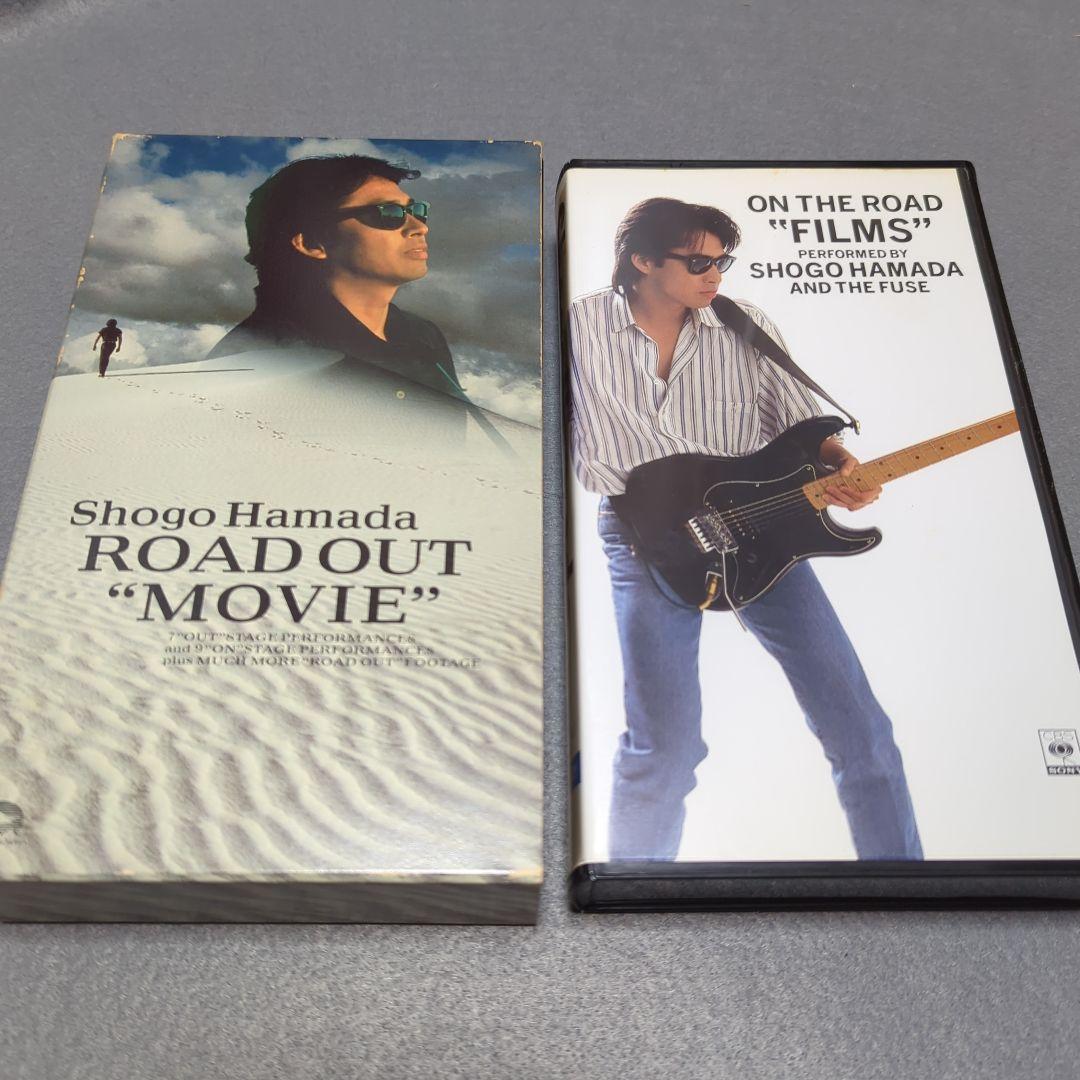 Shogo Hamada
ROAD OUT
“MOVIE”
7"OUT"STAGE PERFORMANCES
and 9"ON"STAGE PERFORMANCES
plus MUCH MORE "ROAD OUT" FOOTAGE
ON THE ROAD
“FILMS”
PERFORMED BY
SHOGO HAMADA
AND THE FUSE
CBS
SONY